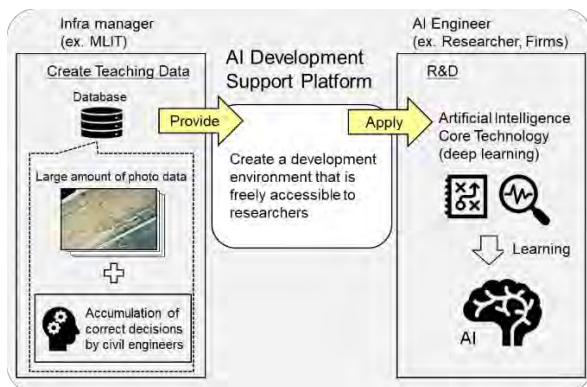 Infra manager
(ex. MLIT)
Create Teaching Data
Database
Large amount of photo data
Accumulation of
correct decisions
by civil engineers
AI Development
Support Platform
Provide
Apply
Create a development
environment that is
freely accessible to
researchers
AI Engineer
(ex. Researcher, Firms)
R&D
Artificial Intelligence
Core Technology
(deep learning)
Learning
AI